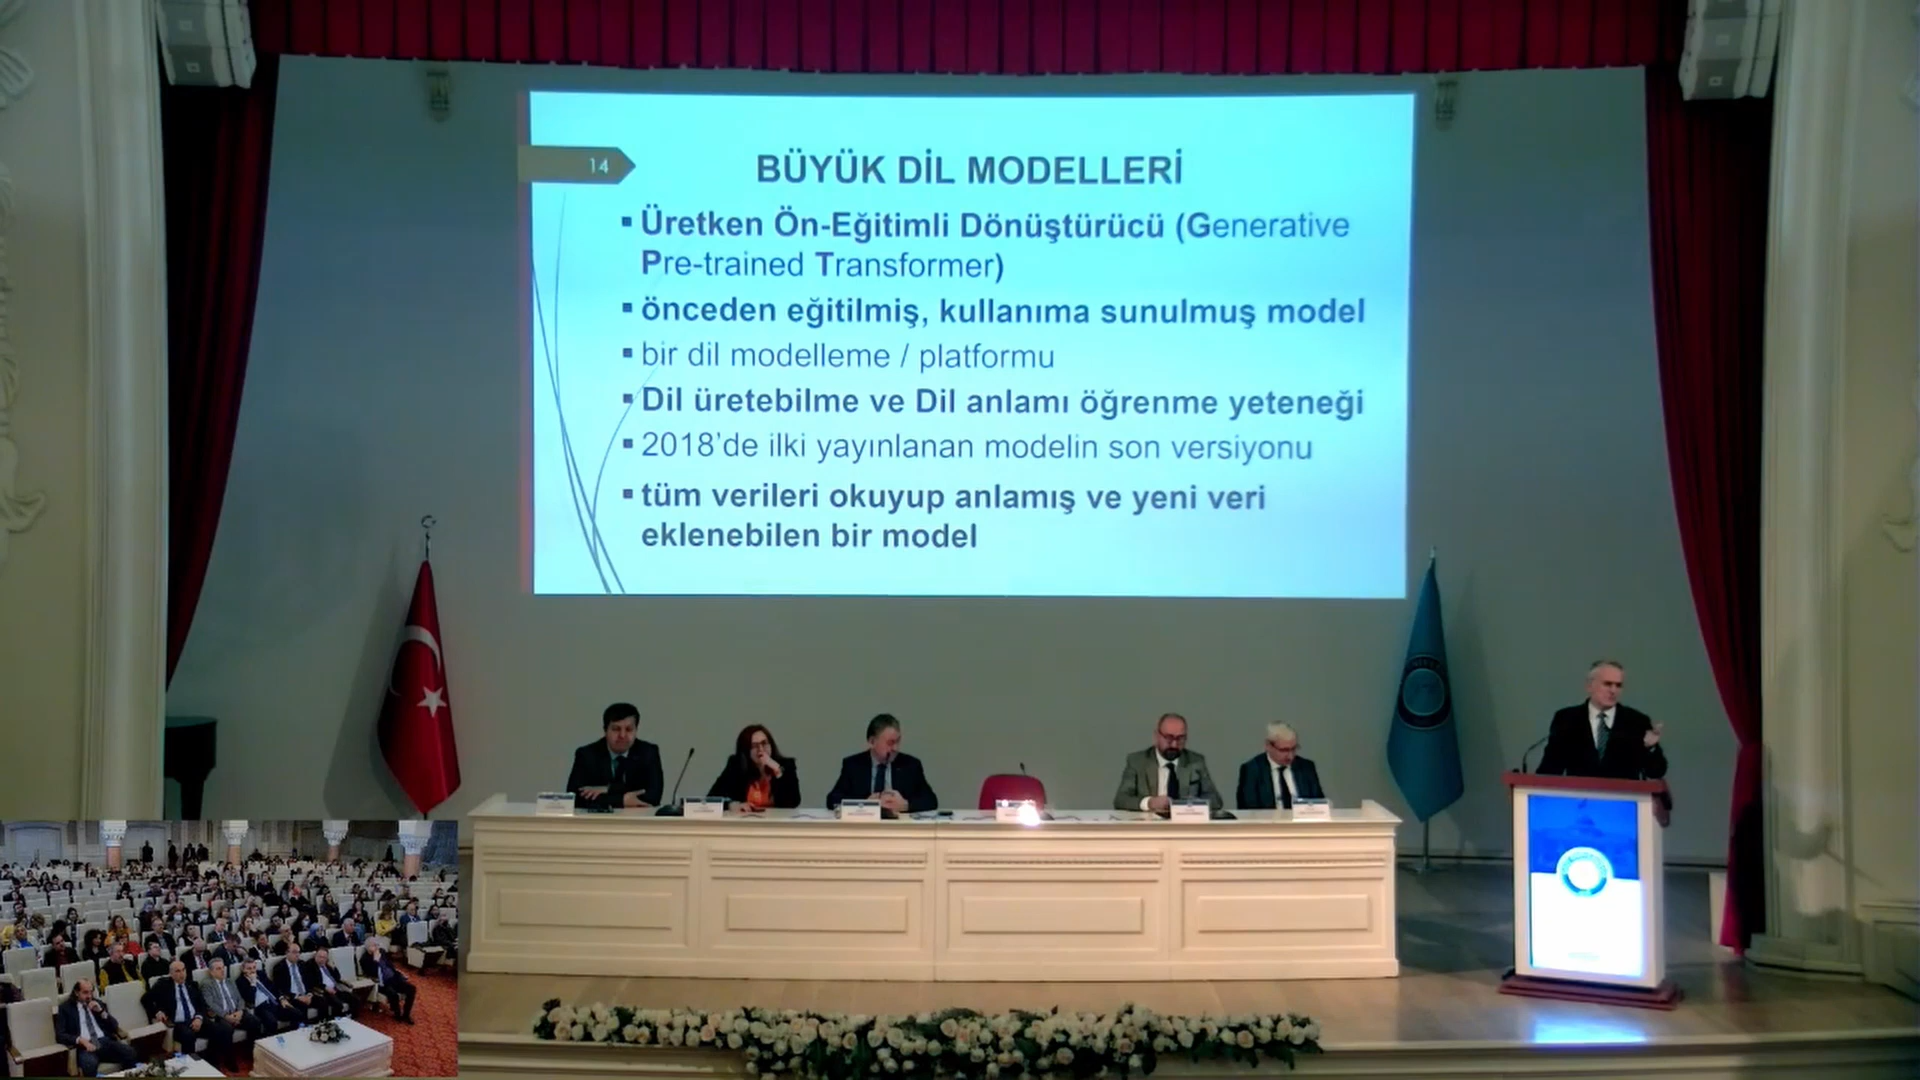 14
BÜYÜK DİL MODELLERİ
▪ Üretken Ön-Eğitimli Dönüştürücü (Generative
Pre-trained Transformer)
▪ önceden eğitilmiş, kullanıma sunulmuş model
▪ bir dil modelleme / platformu
▪ Dil üretebilme ve Dil anlamı öğrenme yeteneği
▪ 2018’de ilki yayınlanan modelin son versiyonu
▪ tüm verileri okuyup anlamış ve yeni veri
eklenebilen bir model